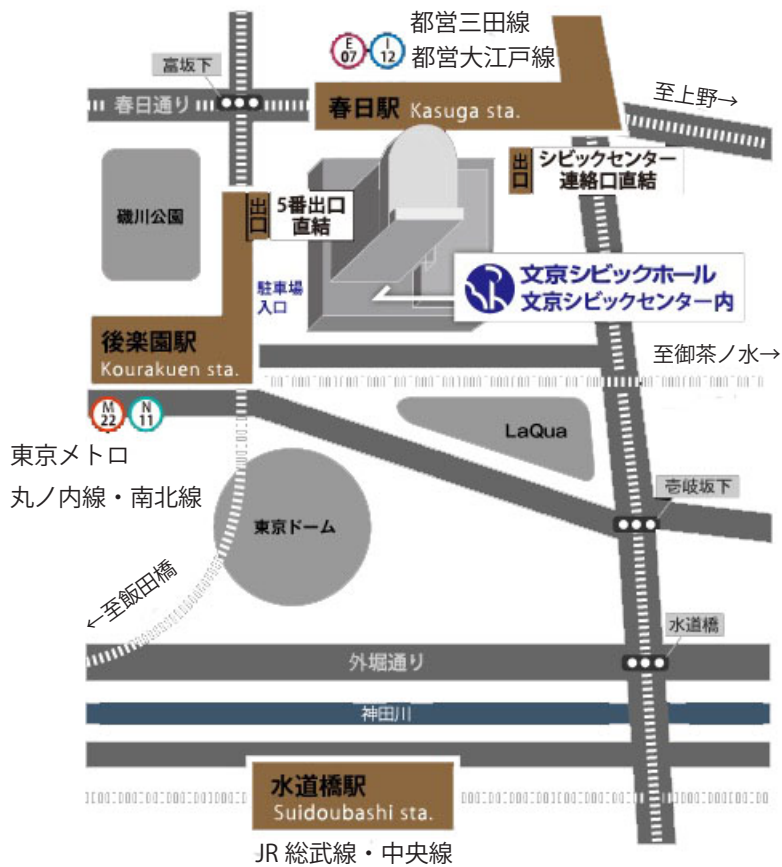 都営三田線
E
07
I
12
都営大江戸線
富坂下
春日通り
春日駅 Kasuga sta.
至上野→
出口
シビックセンター
連絡口直結
磯川公園
出口
5番出口
直結
駐車場
入口
文京シビックホール
文京シビックセンター内
後楽園駅
Kourakuen sta.
至御茶ノ水→
M
22
N
11
LaQua
東京メトロ
丸ノ内線・南北線
壱岐坂下
東京ドーム
←至飯田橋
水道橋
外堀通り
神田川
水道橋駅
Suidoubashi sta.
JR 総武線・中央線